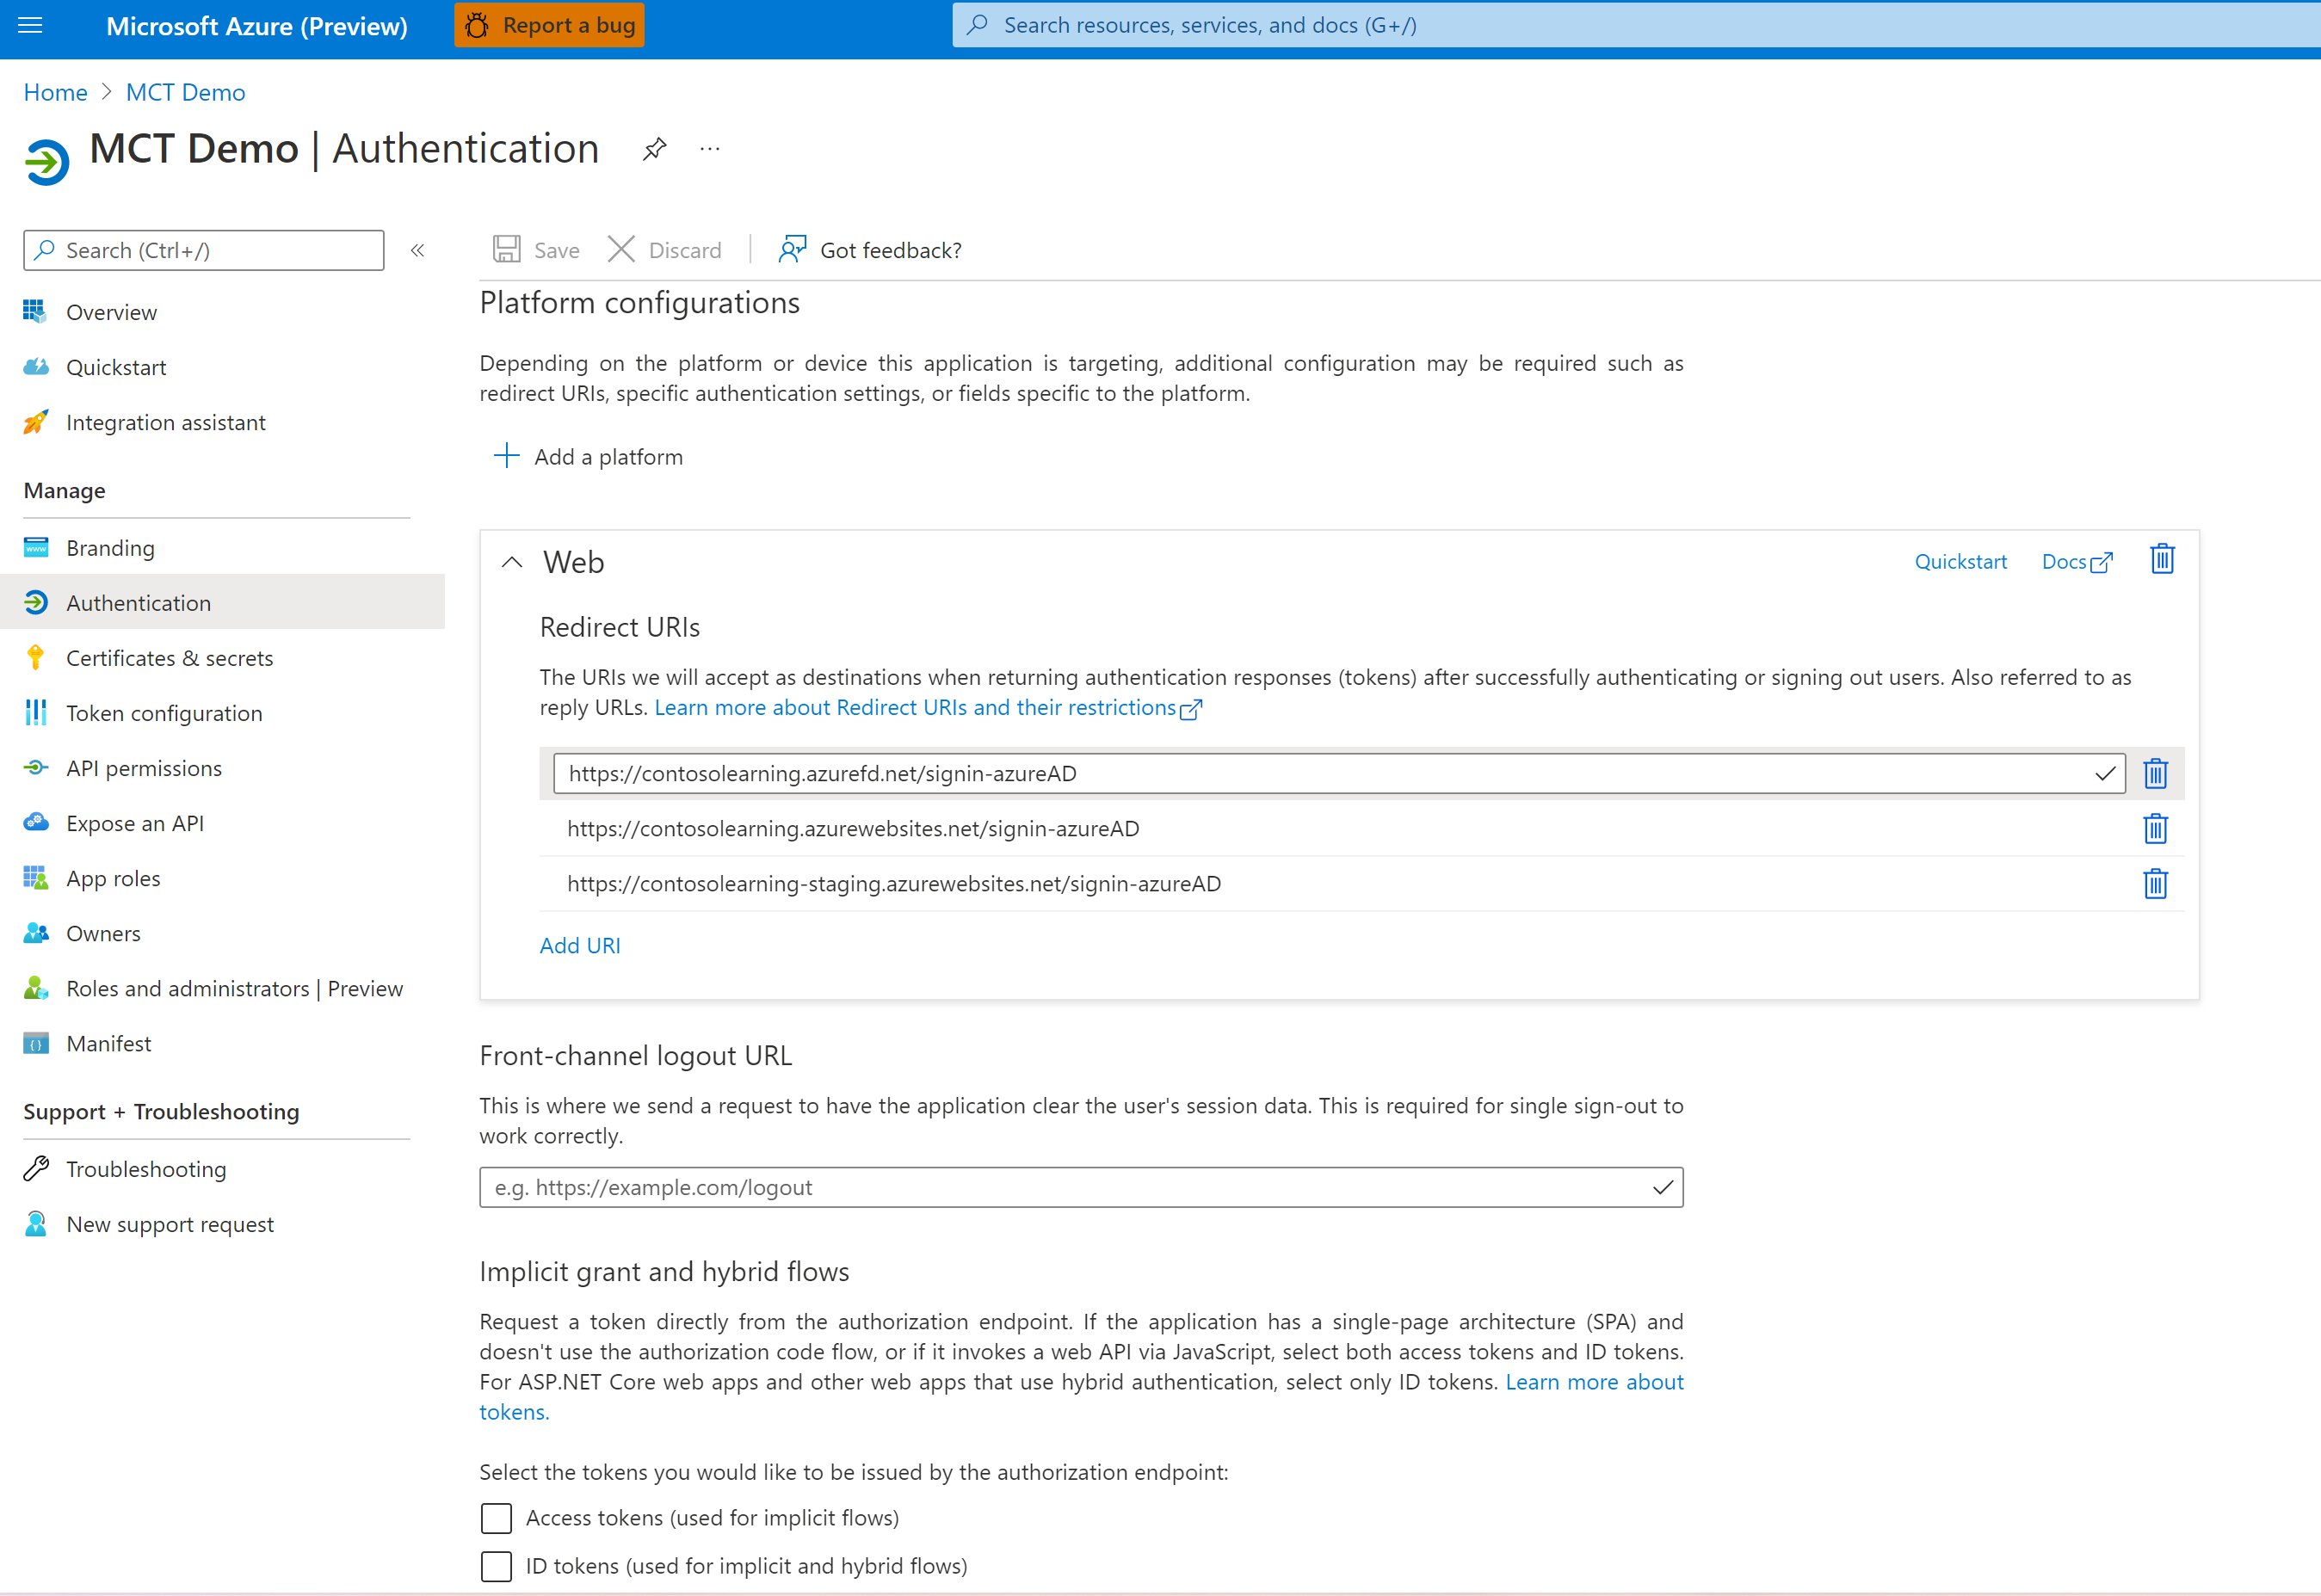 Microsoft Azure (Preview)
Report a bug
Search resources, services, and docs (G+/)
Home > MCT Demo
MCT Demo | Authentication
...
Search (Ctrl+/)
«
Save
Discard
Got feedback?
Overview
Quickstart
Integration assistant
Manage
Branding
Authentication
Certificates & secrets
Token configuration
API permissions
Expose an API
App roles
Owners
Roles and administrators | Preview
Manifest
Support + Troubleshooting
Troubleshooting
New support request
Platform configurations
Depending on the platform or device this application is targeting, additional configuration may be required such as
redirect URIs, specific authentication settings, or fields specific to the platform.
Add a platform
Web
Quickstart
Docs
Redirect URIs
The URIs we will accept as destinations when returning authentication responses (tokens) after successfully authenticating or signing out users. Also referred to as
reply URLs. Learn more about Redirect URIs and their restrictions
https://contosolearning.azurefd.net/signin-azureAD
https://contosolearning.azurewebsites.net/signin-azureAD
https://contosolearning-staging.azurewebsites.net/signin-azureAD
Add URI
Front-channel logout URL
This is where we send a request to have the application clear the user's session data. This is required for single sign-out to
work correctly.
e.g. https://example.com/logout
Implicit grant and hybrid flows
Request a token directly from the authorization endpoint. If the application has a single-page architecture (SPA) and
doesn't use the authorization code flow, or if it invokes a web API via JavaScript, select both access tokens and ID tokens.
For ASP.NET Core web apps and other web apps that use hybrid authentication, select only ID tokens. Learn more about
tokens.
Select the tokens you would like to be issued by the authorization endpoint:
Access tokens (used for implicit flows)
ID tokens (used for implicit and hybrid flows)